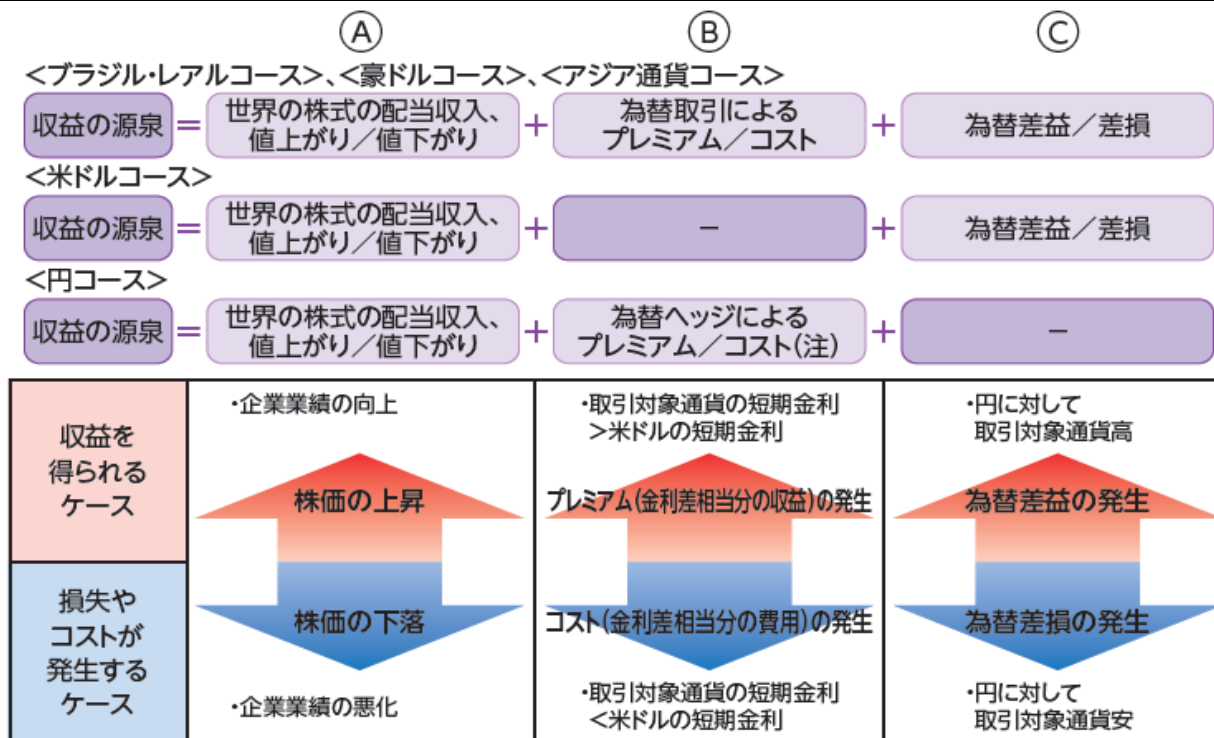 Ⓐ Ⓑ Ⓒ
<ブラジル・レアルコース>、<豪ドルコース>、<アジア通貨コース>
収益の源泉 = 世界の株式の配当収入、値上がり/値下がり + 為替取引によるプレミアム/コスト + 為替差益/差損
<米ドルコース>
収益の源泉 = 世界の株式の配当収入、値上がり/値下がり + − + 為替差益/差損
<円コース>
収益の源泉 = 世界の株式の配当収入、値上がり/値下がり + 為替ヘッジによるプレミアム/コスト(注) + −
収益を
得られる
ケース
・企業業績の向上
株価の上昇
・取引対象通貨の短期金利
>米ドルの短期金利
プレミアム(金利差相当分の収益)の発生
・円に対して
取引対象通貨高
為替差益の発生
損失や
コストが
発生する
ケース
株価の下落
・企業業績の悪化
コスト(金利差相当分の費用)の発生
・取引対象通貨の短期金利
<米ドルの短期金利
為替差損の発生
・円に対して
取引対象通貨安